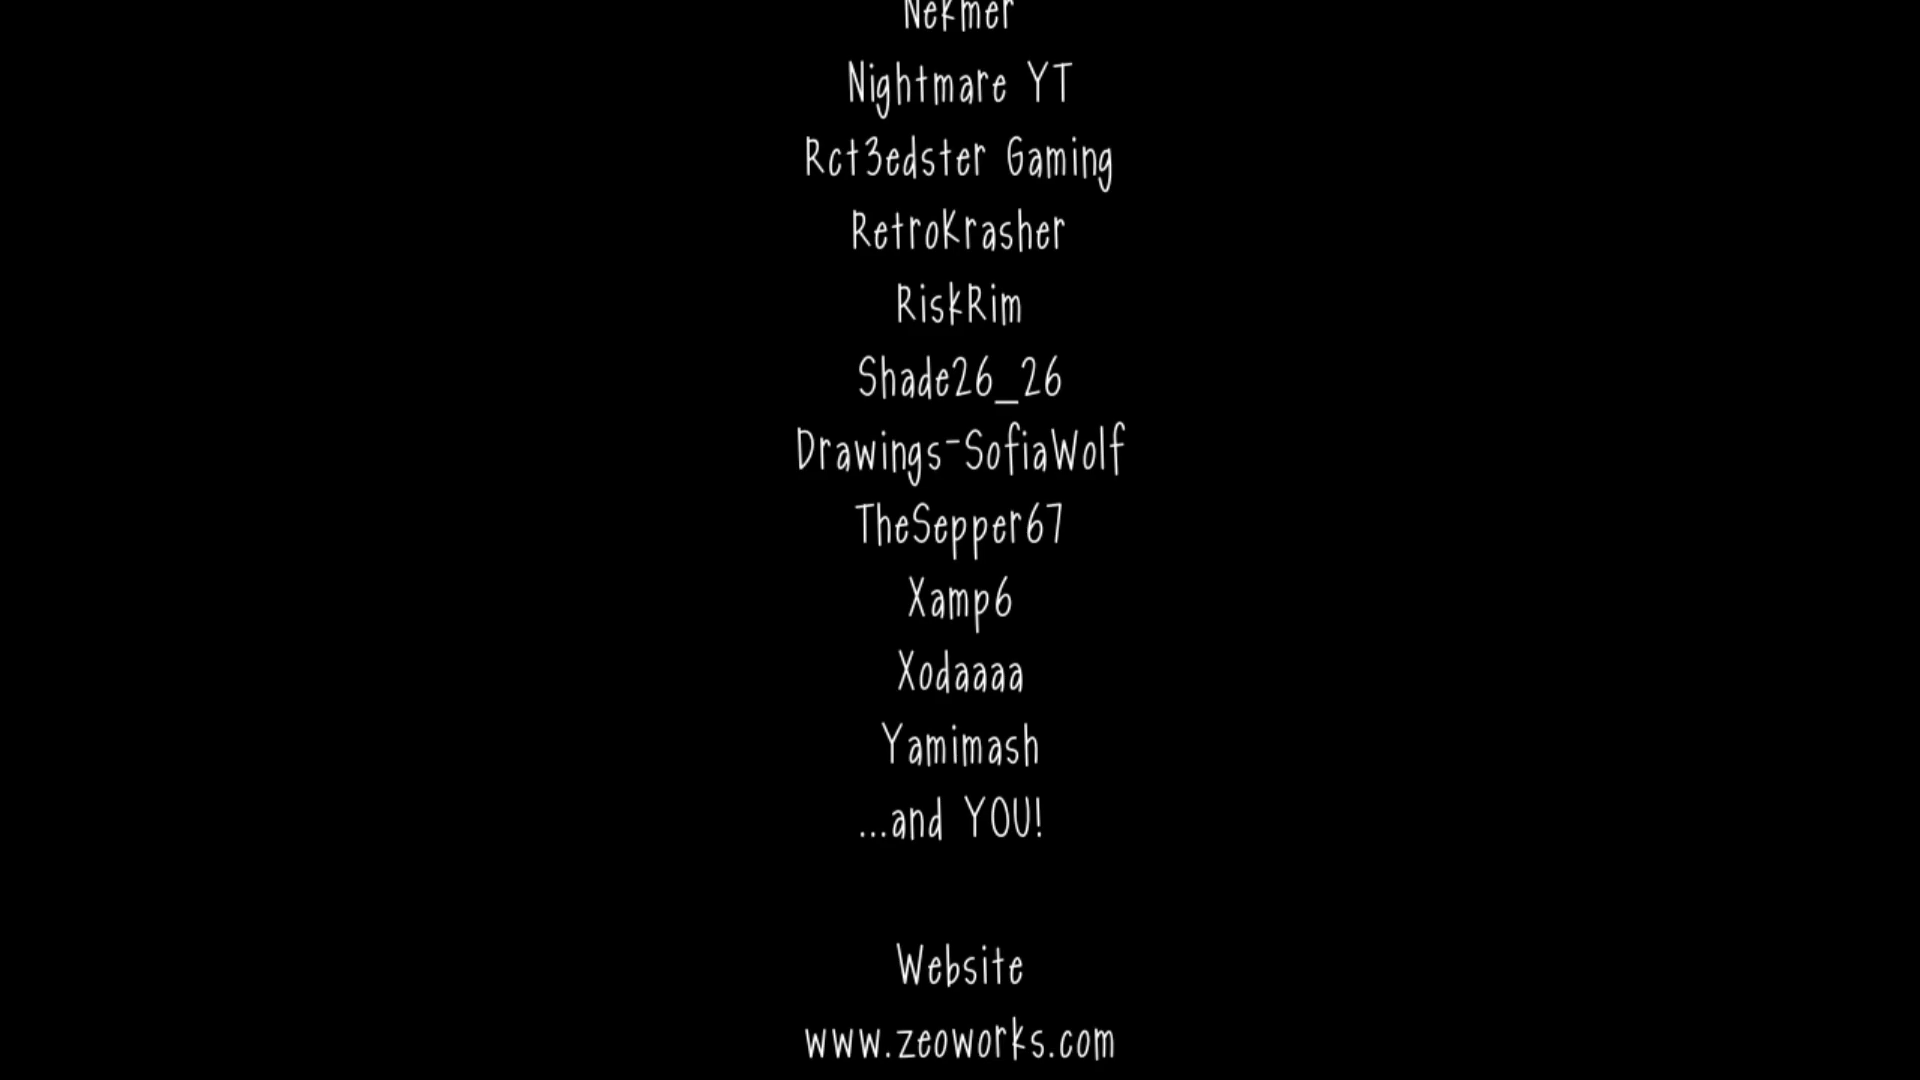 Nekmer
Nightmare YT
Rct3edster Gaming
RetroKrasher
RiskRim
Shade26_26
Drawings-SofiaWolf
TheSepper67
Xamp6
Xodaaaa
Yamimash
...and YOU!
Website
www.zeoworks.com